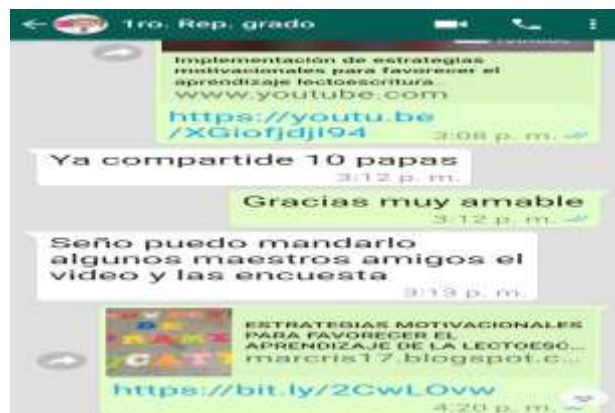 1ro. Rep. grado
Implementación de estrategias
motivacionales para favorecer el
aprendizaje lectoescritura...
www.youtube.com
https://youtu.be
/XGiofjdjI94
3:08 p. m.
Ya compartide 10 papas
3:12 p. m.
Gracias muy amable
3:12 p. m.
Seño puedo mandarlo
algunos maestros amigos el
video y las encuesta
3:13 p. m.
ESTRATEGIAS MOTIVACIONALES
PARA FAVORECER EL
APRENDIZAJE DE LA LECTOESC...
marcris17.blogspot.c...
https://bit.ly/2CwLOvw
4:20 p. m.